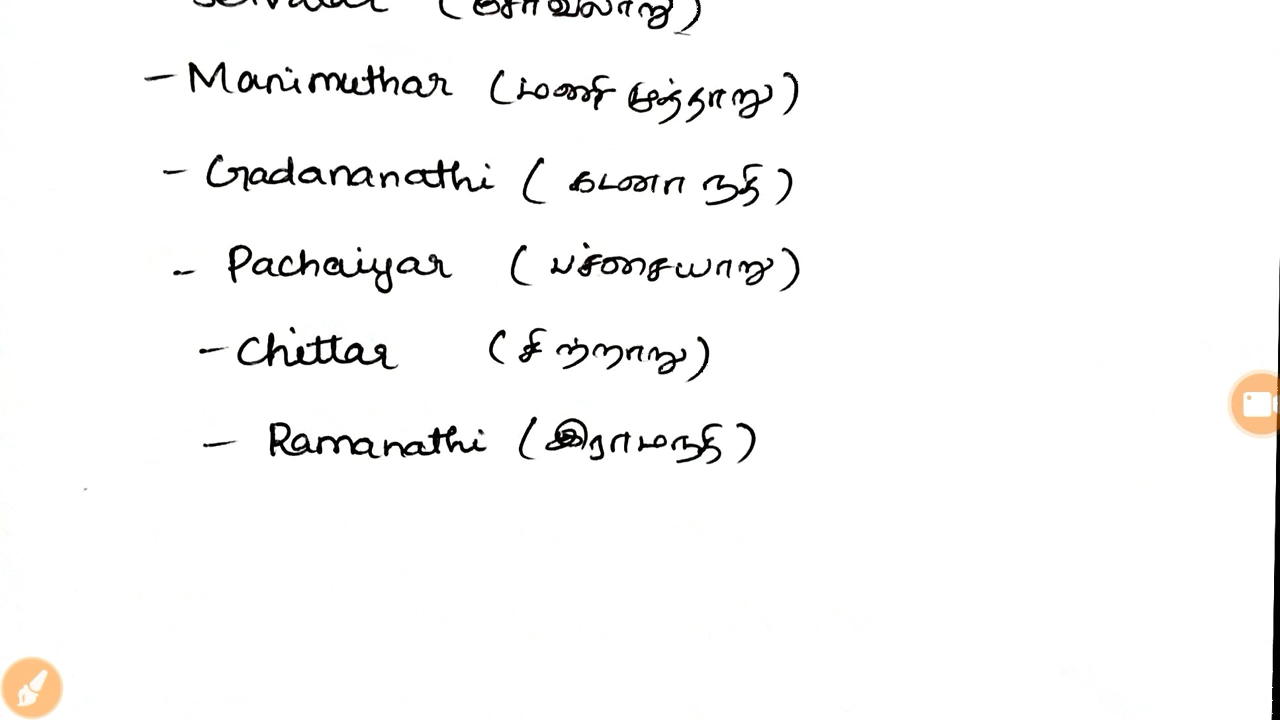 - Manimuthar (மணி முத்தாறு)
- Gadananathi (கடனா நதி)
- Pachaiyar (பச்சையாறு)
- Chittar (சிற்றாறு)
- Ramanathi (இராமநதி)